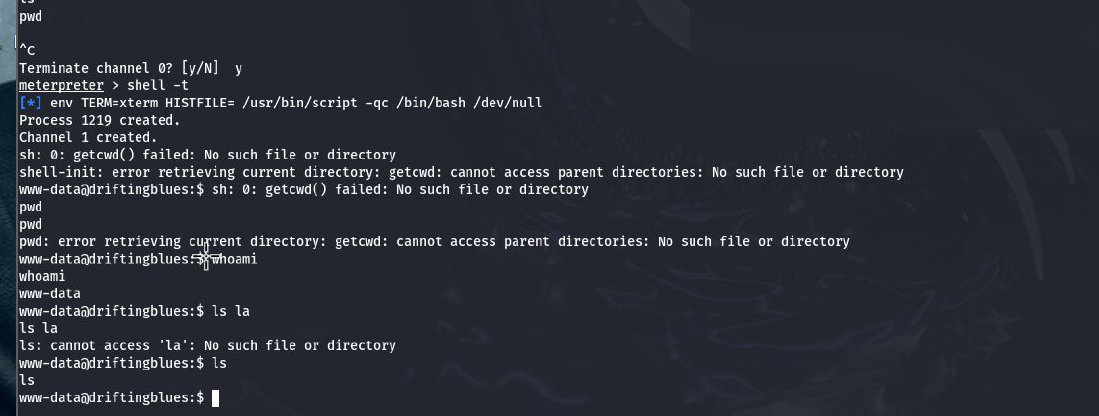 ls
pwd
^C
Terminate channel 0? [y/N]  y
meterpreter > shell -t
[*] env TERM=xterm HISTFILE= /usr/bin/script -qc /bin/bash /dev/null
Process 1219 created.
Channel 1 created.
sh: 0: getcwd() failed: No such file or directory
shell-init: error retrieving current directory: getcwd: cannot access parent directories: No such file or directory
www-data@driftingblues:$ sh: 0: getcwd() failed: No such file or directory
pwd
pwd
pwd: error retrieving current directory: getcwd: cannot access parent directories: No such file or directory
www-data@driftingblues:$ whoami
whoami
www-data
www-data@driftingblues:$ ls la
ls la
ls: cannot access 'la': No such file or directory
www-data@driftingblues:$ ls
ls
www-data@driftingblues:$